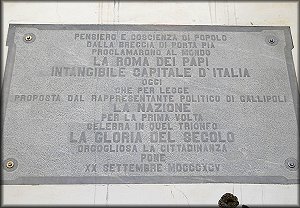 PENSIERO E COSCIENZA DI POPOLO
DALLA BRECCIA DI PORTA PIA
PROCLAMARONO AL MONDO
LA ROMA DEI PAPI
INTANGIBILE CAPITALE D'ITALIA
OGGI
CHE PER LEGGE
PROPOSTA DAL RAPPRESENTANTE POLITICO DI GALLIPOLI
LA NAZIONE
PER LA PRIMA VOLTA
CELEBRA IN QUEL TRIONFO
LA GLORIA DEL SECOLO
ORGOGLIOSA LA CITTADINANZA
PONE
XX SETTEMBRE MDCCCXCV